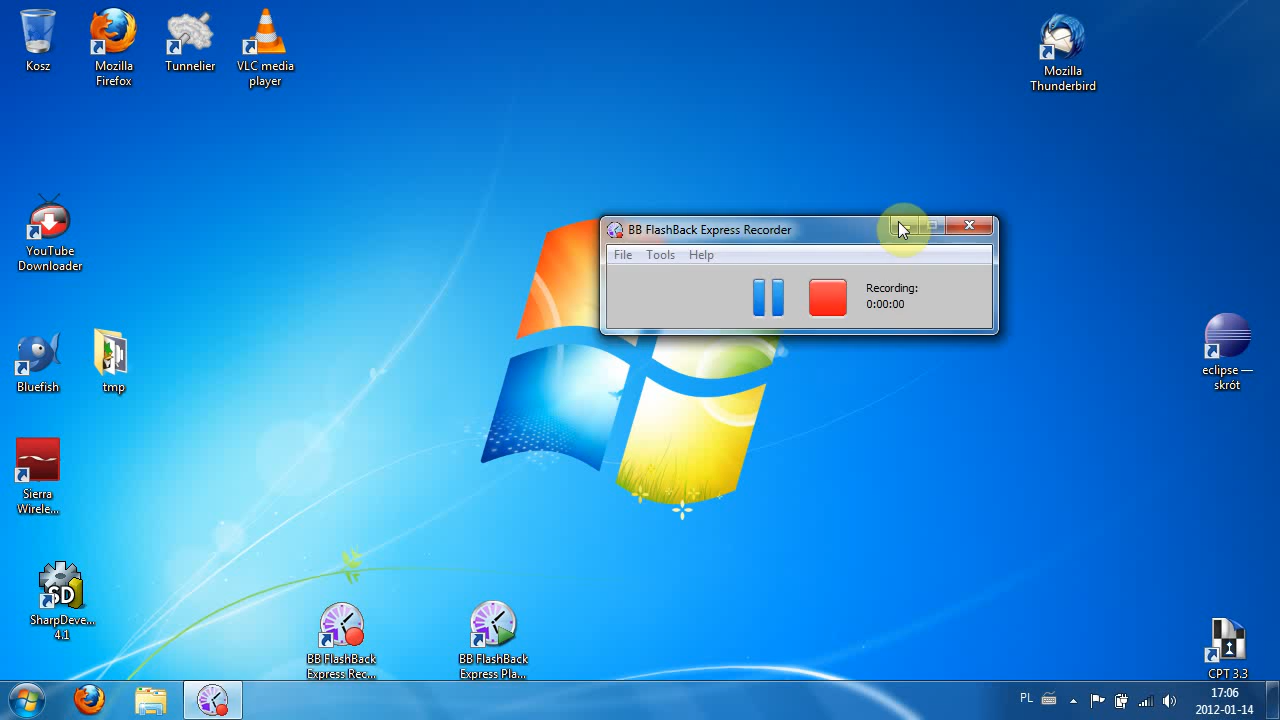 Kosz
Mozilla
Firefox
Tunnelier
VLC media
player
Mozilla
Thunderbird
YouTube
Downloader
BB FlashBack Express Recorder
File Tools Help
Recording:
0:00:00
Bluefish
tmp
eclipse —
skrót
Sierra
Wirele...
SD
SharpDeve...
4.1
BB FlashBack
Express Rec...
BB FlashBack
Express Pla...
CPT 3.3
PL
17:06
2012-01-14